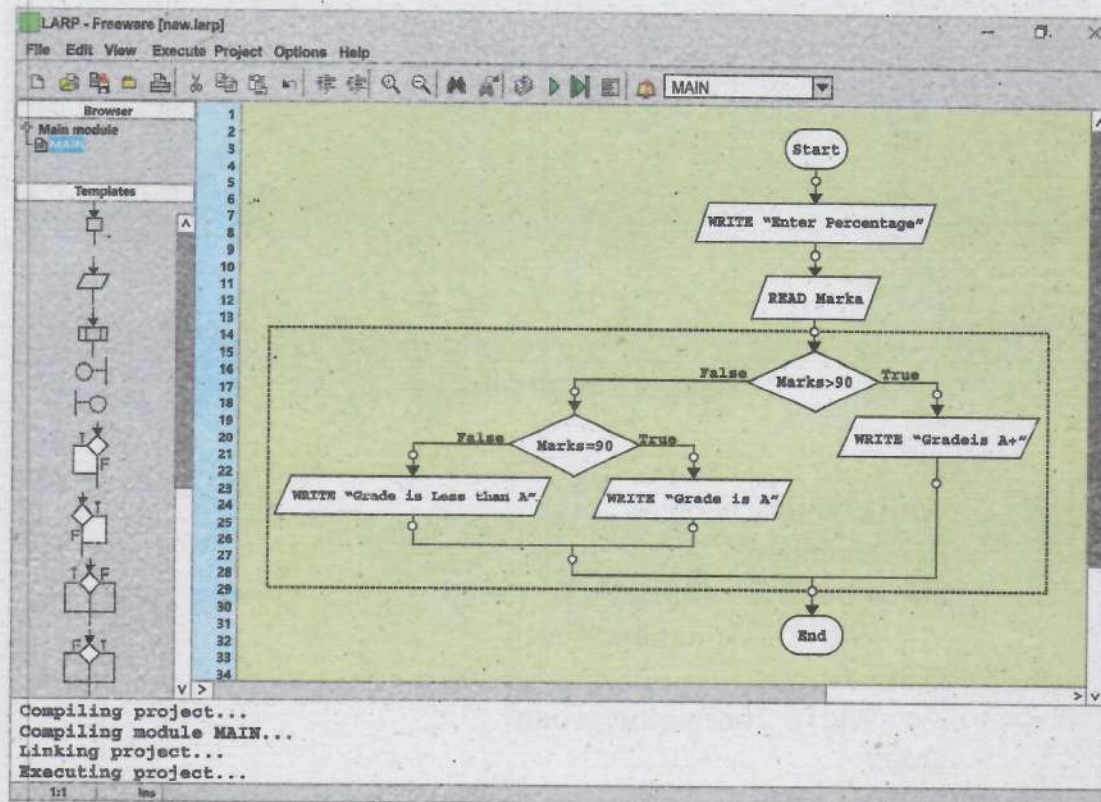 LARP - Freeware [new.larp]
File Edit View Execute Project Options Help
MAIN
Browser
Main module
MAIN
Templates
T
F
T
F
T F
F T
1
2
3
4
5
6
7
8
9
10
11
12
13
14
15
16
17
18
19
20
21
22
23
24
25
26
27
28
29
30
31
32
33
34
Start
WRITE "Enter Percentage"
READ Marka
Marks>90
False
True
Marks=90
False
True
WRITE "Gradeis A+"
WRITE "Grade is Less than A"
WRITE "Grade is A"
End
Compiling project...
Compiling module MAIN...
Linking project...
Executing project...
1:1 Ins